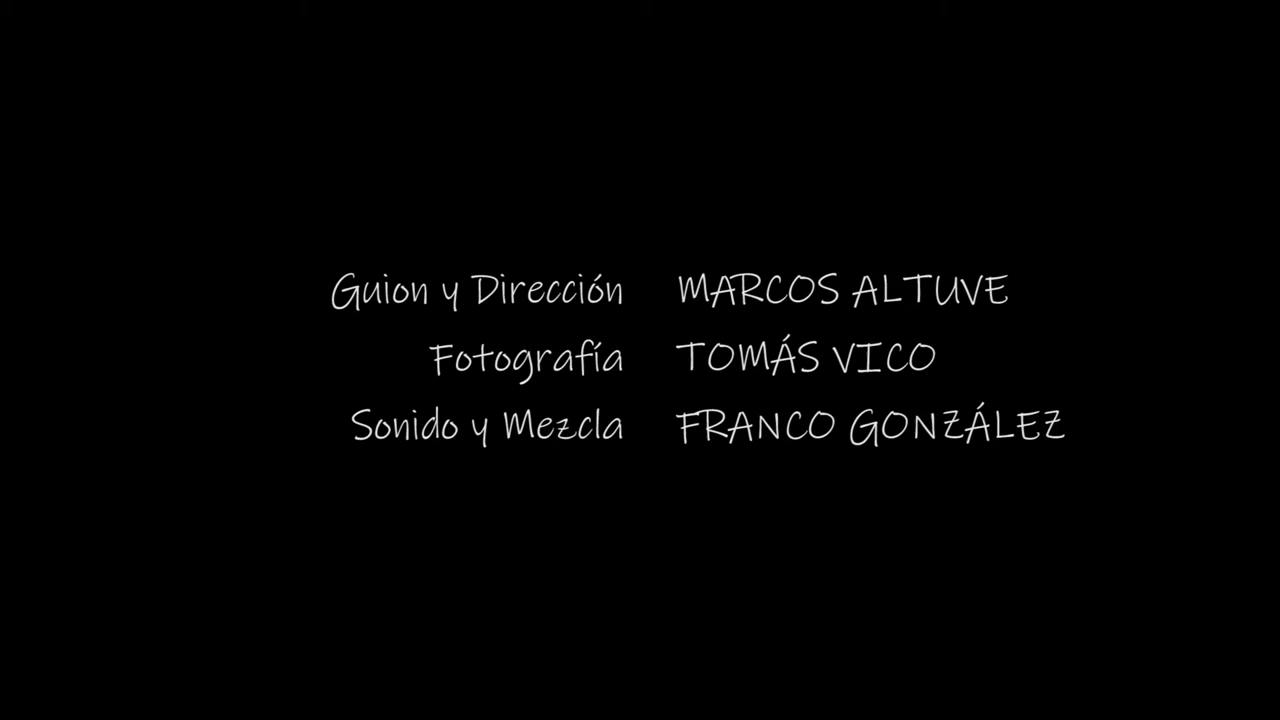 Guion y Dirección MARCOS ALTUVE
Fotografía TOMÁS VICO
Sonido y Mezcla FRANCO GONZÁLEZ